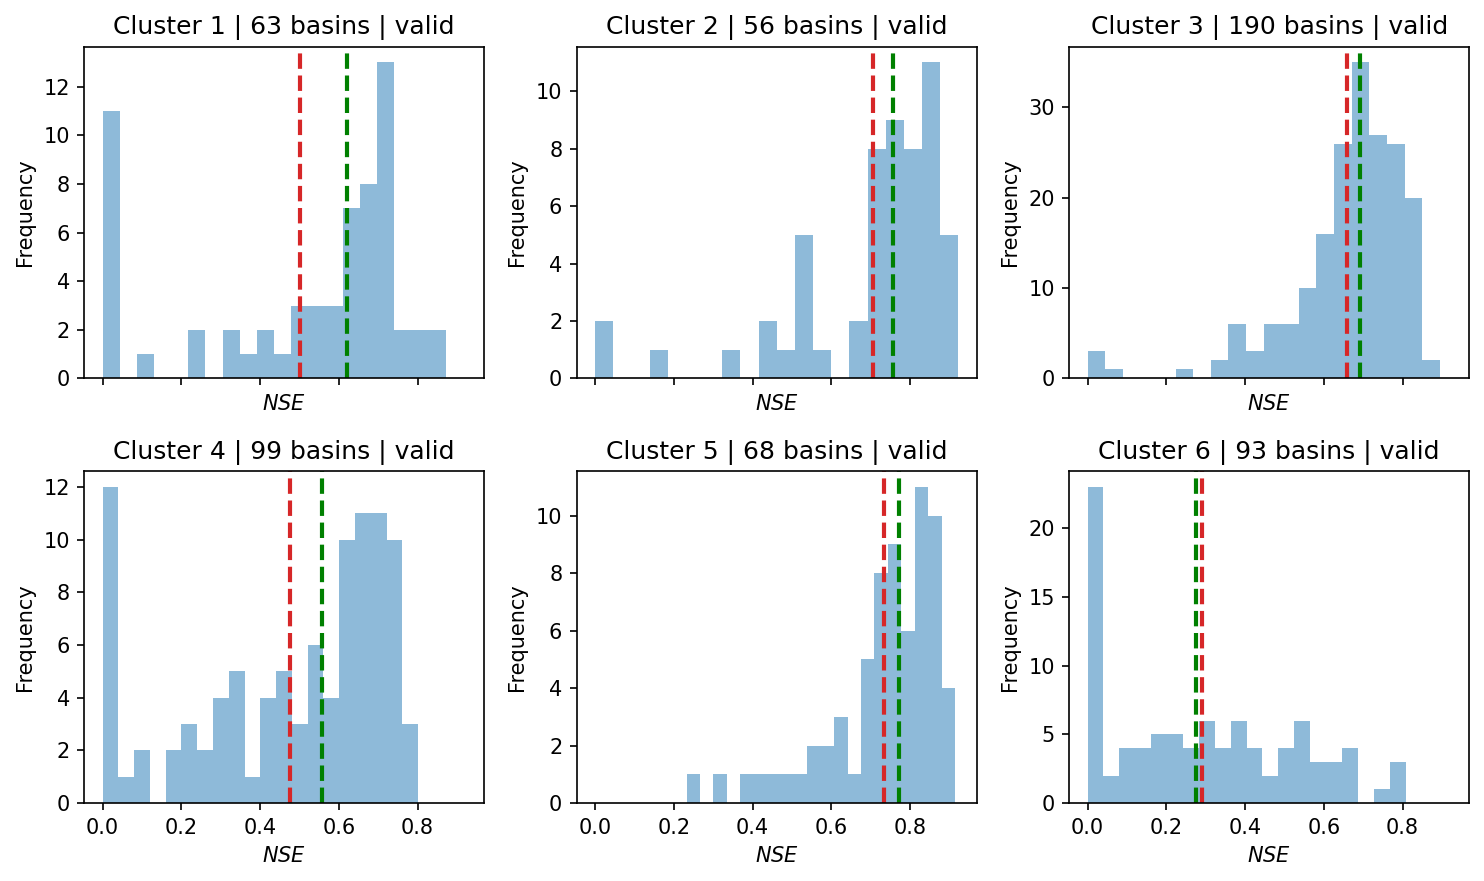 Cluster 1 | 63 basins | valid
Cluster 2 | 56 basins | valid
Cluster 3 | 190 basins | valid
Frequency
12
10
8
6
4
2
0
NSE
Frequency
10
8
6
4
2
0
NSE
Frequency
30
20
10
0
NSE
Cluster 4 | 99 basins | valid
Cluster 5 | 68 basins | valid
Cluster 6 | 93 basins | valid
Frequency
12
10
8
6
4
2
0
0.0 0.2 0.4 0.6 0.8
NSE
Frequency
10
8
6
4
2
0
0.0 0.2 0.4 0.6 0.8
NSE
Frequency
20
15
10
5
0
0.0 0.2 0.4 0.6 0.8
NSE